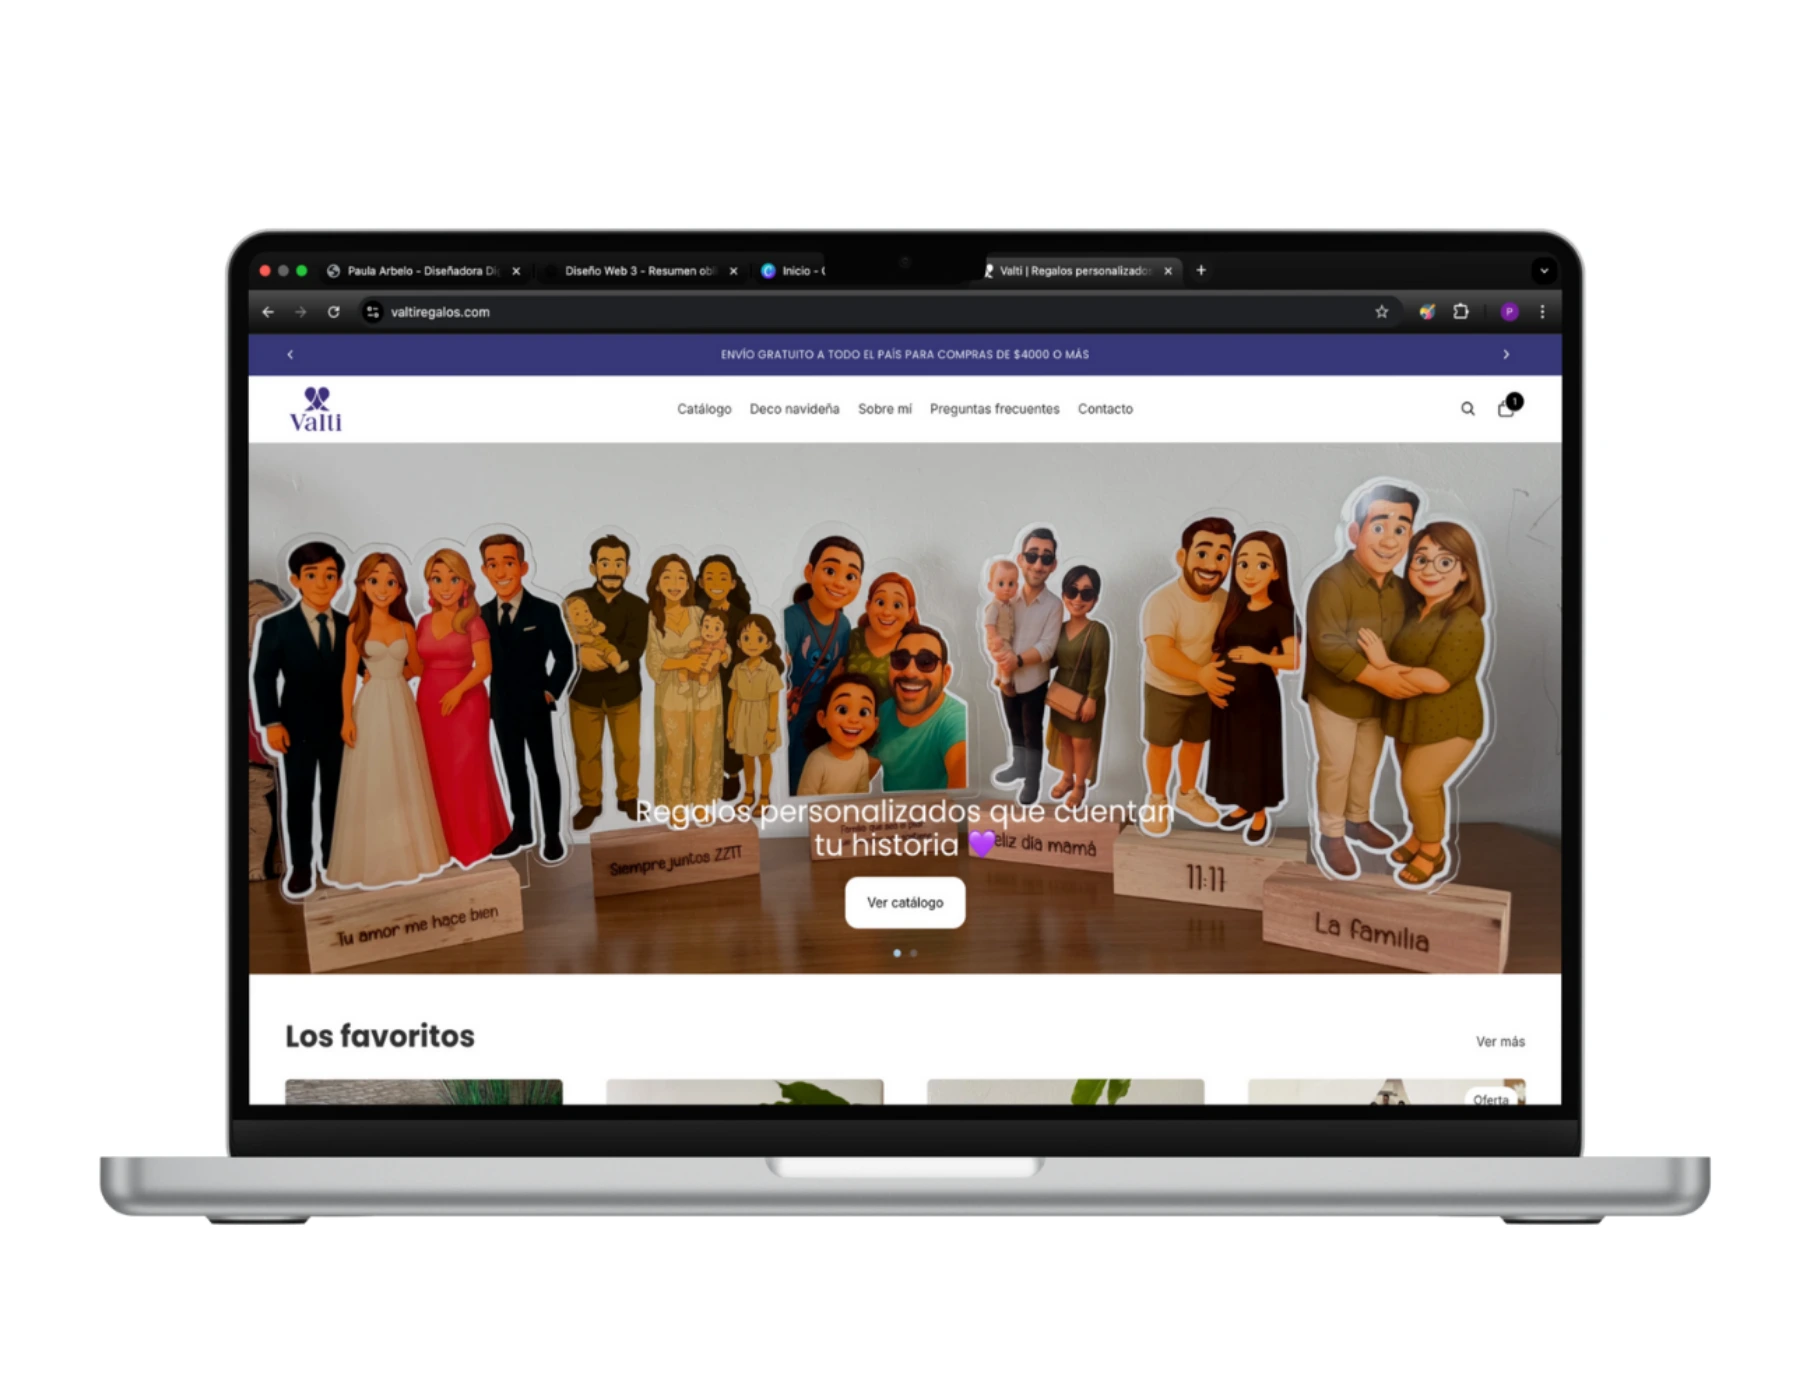 Paula Arbelo - Diseñadora Di
Diseño Web 3 - Resumen obl
Inicio - C
Valti | Regalos personalizados
valtiregalos.com
P
ENVÍO GRATUITO A TODO EL PAÍS PARA COMPRAS DE $4000 O MÁS
Valti
Catálogo Deco navideña Sobre mí Preguntas frecuentes Contacto
1
Regalos personalizados que cuentan
tu historia 💜
Siempre juntos ZZTT
eliz día mamá
11:11
Tu amor me hace bien
La familia
Ver catálogo
Los favoritos
Ver más
Oferta